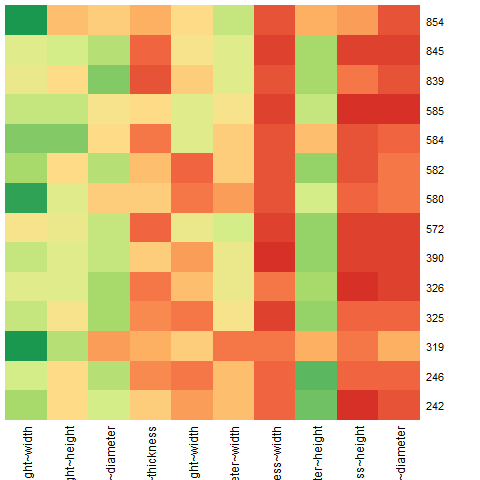 854
845
839
585
584
582
580
572
390
326
325
319
246
242
ght~width
ght~height
~diameter
~thickness
ght~width
eter~width
ess~width
ter~height
ss~height
~diameter